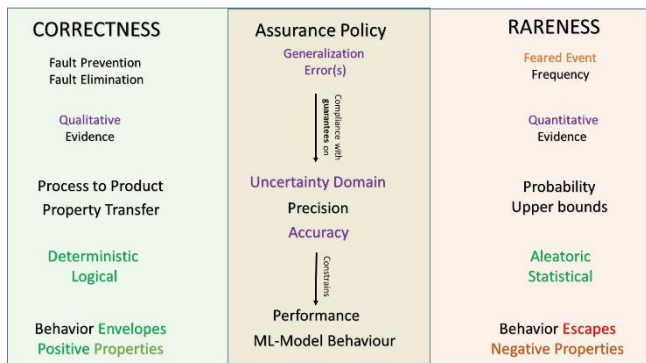 CORRECTNESS
Fault Prevention
Fault Elimination
Qualitative
Evidence
Process to Product
Property Transfer
Deterministic
Logical
Behavior Envelopes
Positive Properties
Assurance Policy
Generalization
Error(s)
Compliance with
guarantees on
Uncertainty Domain
Precision
Accuracy
Constrains
Performance
ML-Model Behaviour
RARENESS
Feared Event
Frequency
Quantitative
Evidence
Probability
Upper bounds
Aleatoric
Statistical
Behavior Escapes
Negative Properties